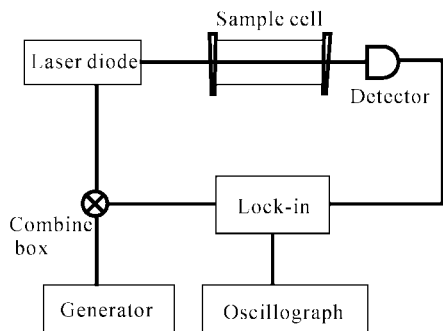 Sample cell
Laser diode
Detector
Lock-in
Combine
box
Generator
Oscillograph